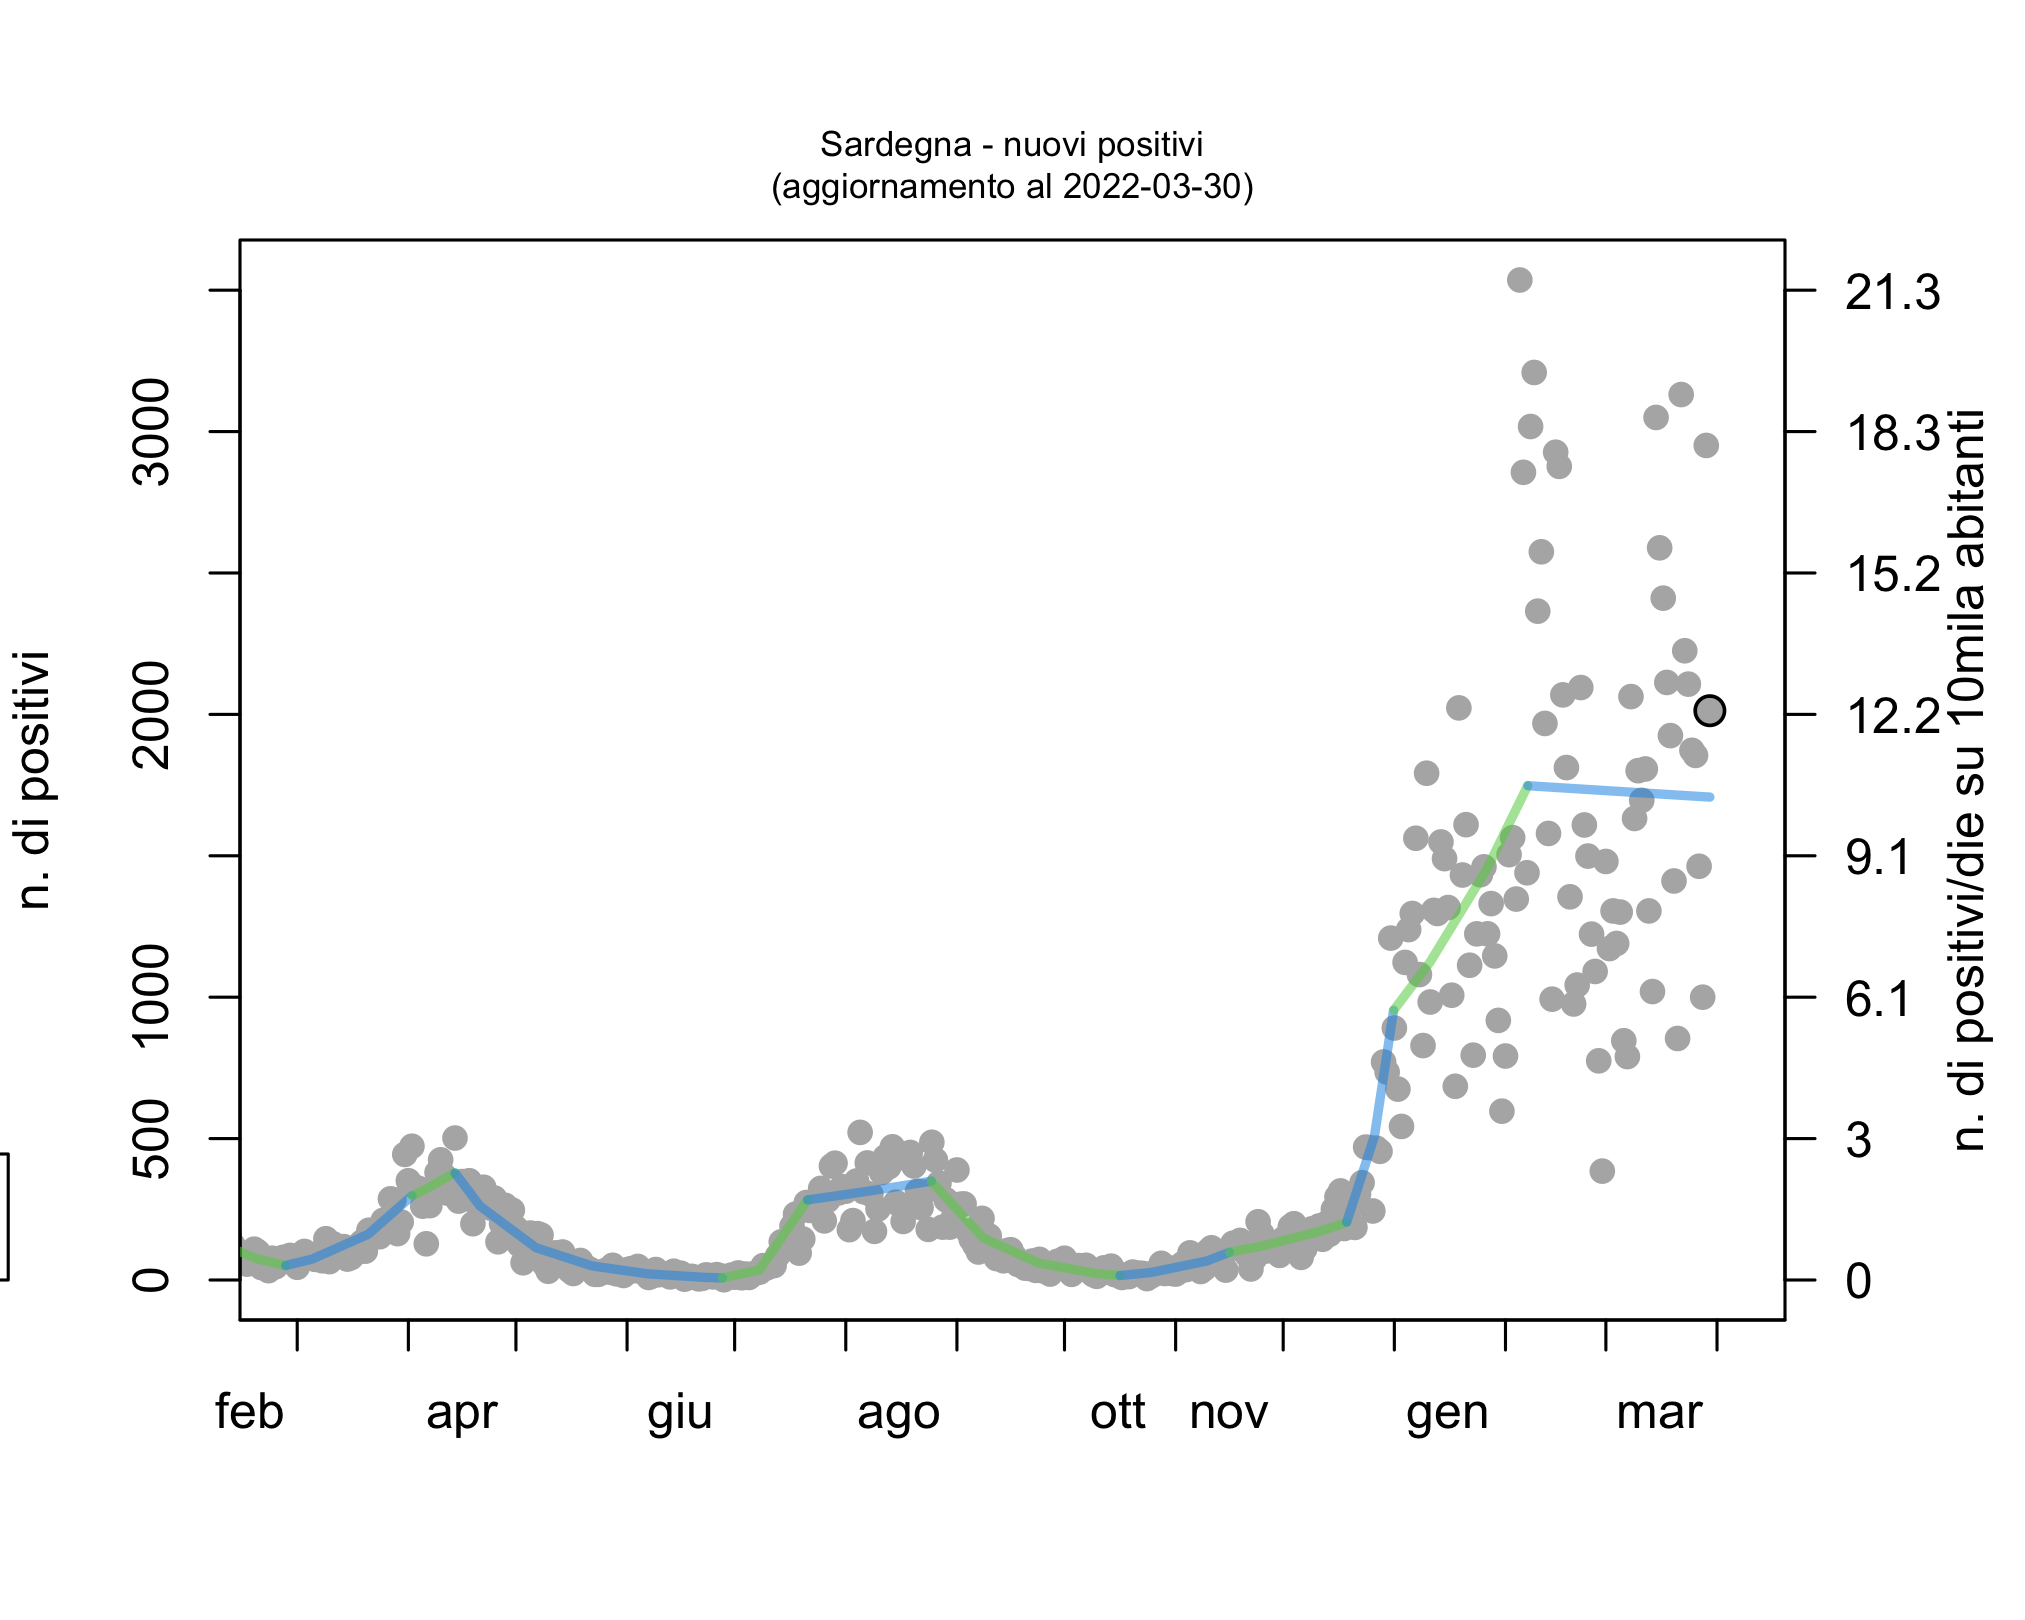 Sardegna - nuovi positivi
(aggiornamento al 2022-03-30)
n. di positivi
3000
2000
1000
500
0
21.3
18.3
15.2
12.2
9.1
6.1
3
0
n. di positivi/die su 10mila abitanti
feb apr giu ago ott nov gen mar